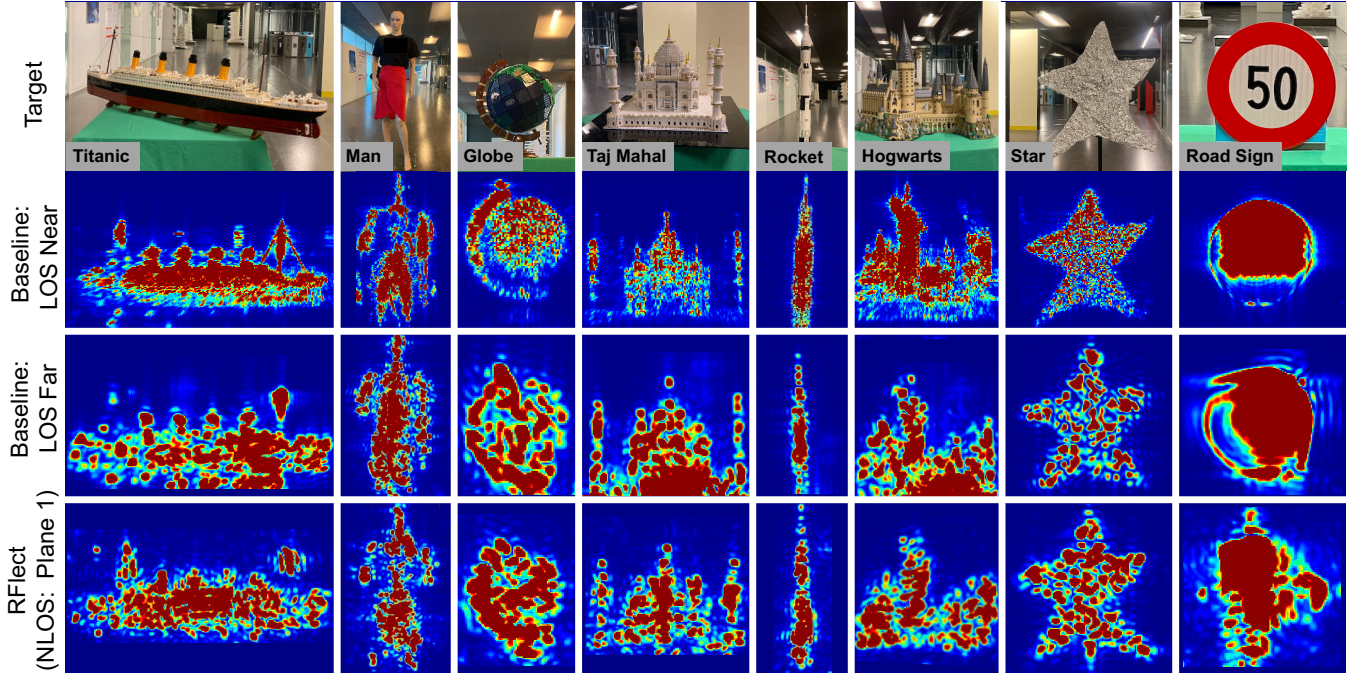 Target
Titanic
Man
Globe
Taj Mahal
Rocket
Hogwarts
Star
50
Road Sign
Baseline:
LOS Near
Baseline:
LOS Far
RFlect
(NLOS: Plane 1)